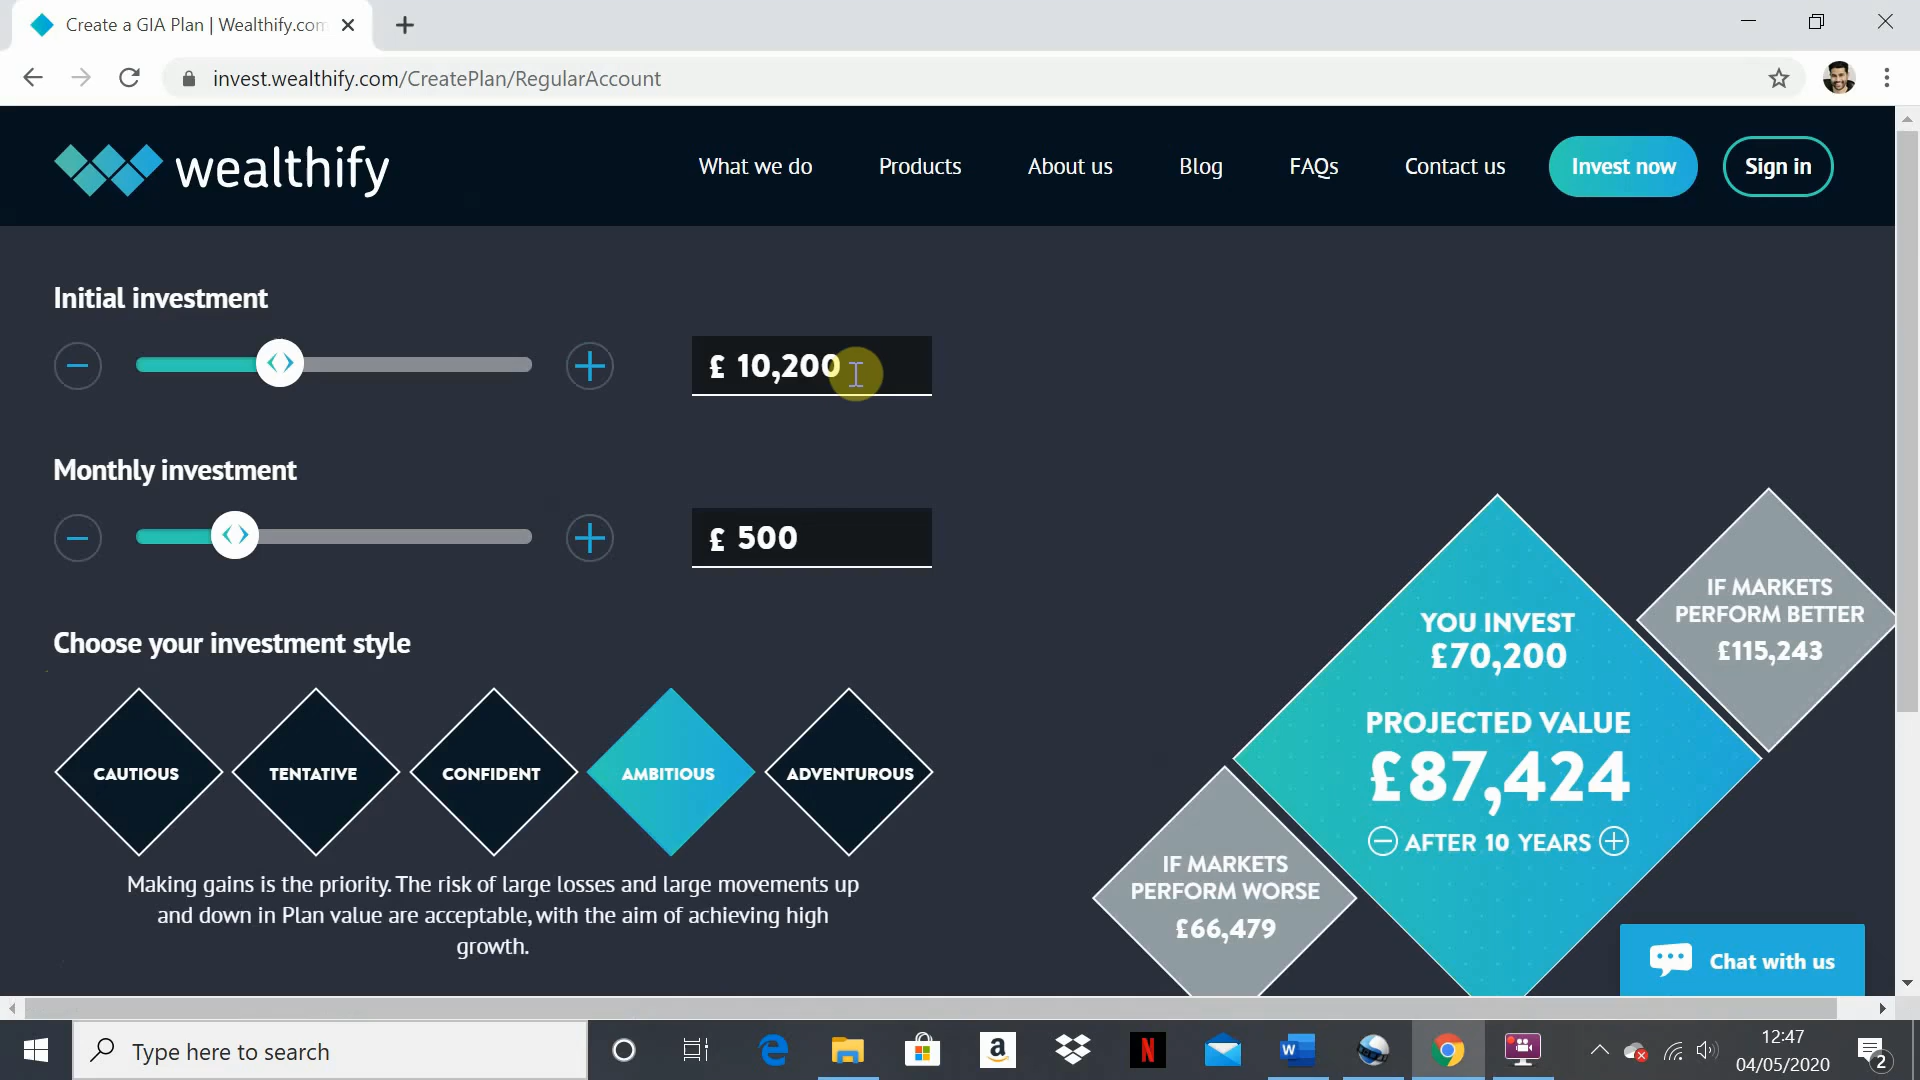 Create a GIA Plan | Wealthify.com
invest.wealthify.com/CreatePlan/RegularAccount
wealthify
What we do
Products
About us
Blog
FAQs
Contact us
Invest now
Sign in
Initial investment
£ 10,200
Monthly investment
£ 500
Choose your investment style
CAUTIOUS
TENTATIVE
CONFIDENT
AMBITIOUS
ADVENTUROUS
Making gains is the priority. The risk of large losses and large movements up
and down in Plan value are acceptable, with the aim of achieving high
growth.
IF MARKETS
PERFORM BETTER
£115,243
YOU INVEST
£70,200
PROJECTED VALUE
£87,424
AFTER 10 YEARS
IF MARKETS
PERFORM WORSE
£66,479
Chat with us
Type here to search
12:47
04/05/2020
2